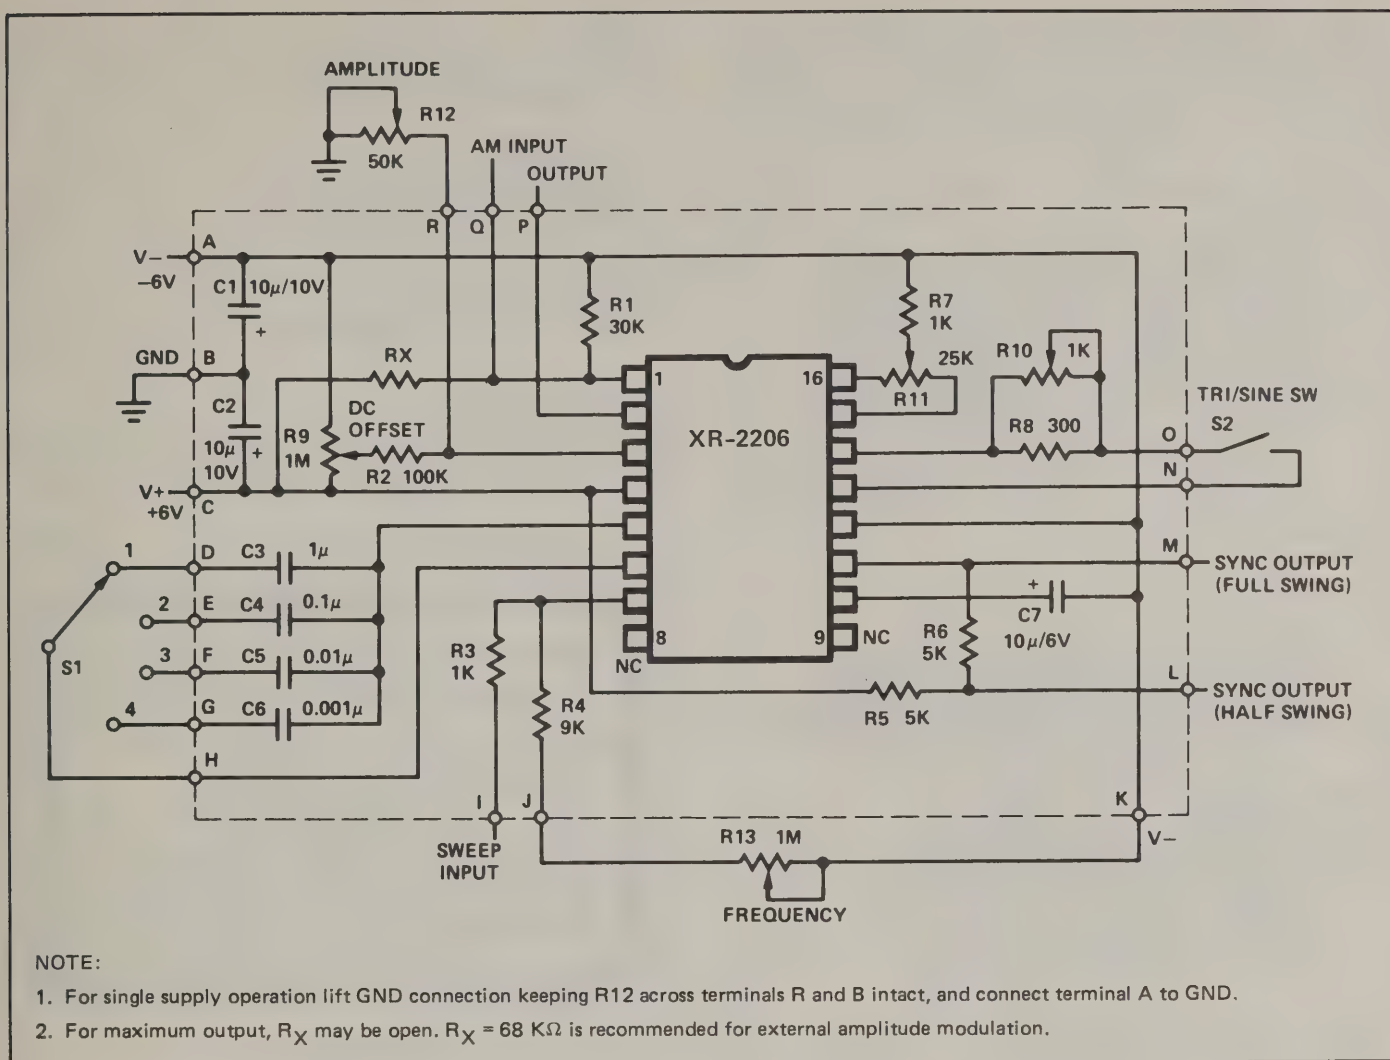 AMPLITUDE
R12
50K
AM INPUT
OUTPUT
R Q P
V− A
−6V
C1 10µ/10V
+
R1
30K
R7
1K
GND B
RX
25K
R10 1K
R11
TRI/SINE SW
S2
C2
10µ +
10V
R9
1M
DC
OFFSET
R2 100K
1 16
XR-2206
R8 300
O
N
V+
+6V C
1 D C3 1µ
2 E C4 0.1µ
3 F C5 0.01µ
S1
4 G C6 0.001µ
H
M SYNC OUTPUT
(FULL SWING)
+
C7
10µ/6V
8 9 NC
NC
R3
1K
R4
9K
R6
5K
R5 5K
L SYNC OUTPUT
(HALF SWING)
I J K
SWEEP
INPUT
R13 1M
V−
FREQUENCY
NOTE:
1. For single supply operation lift GND connection keeping R12 across terminals R and B intact, and connect terminal A to GND.
2. For maximum output, RX may be open. RX = 68 KΩ is recommended for external amplitude modulation.